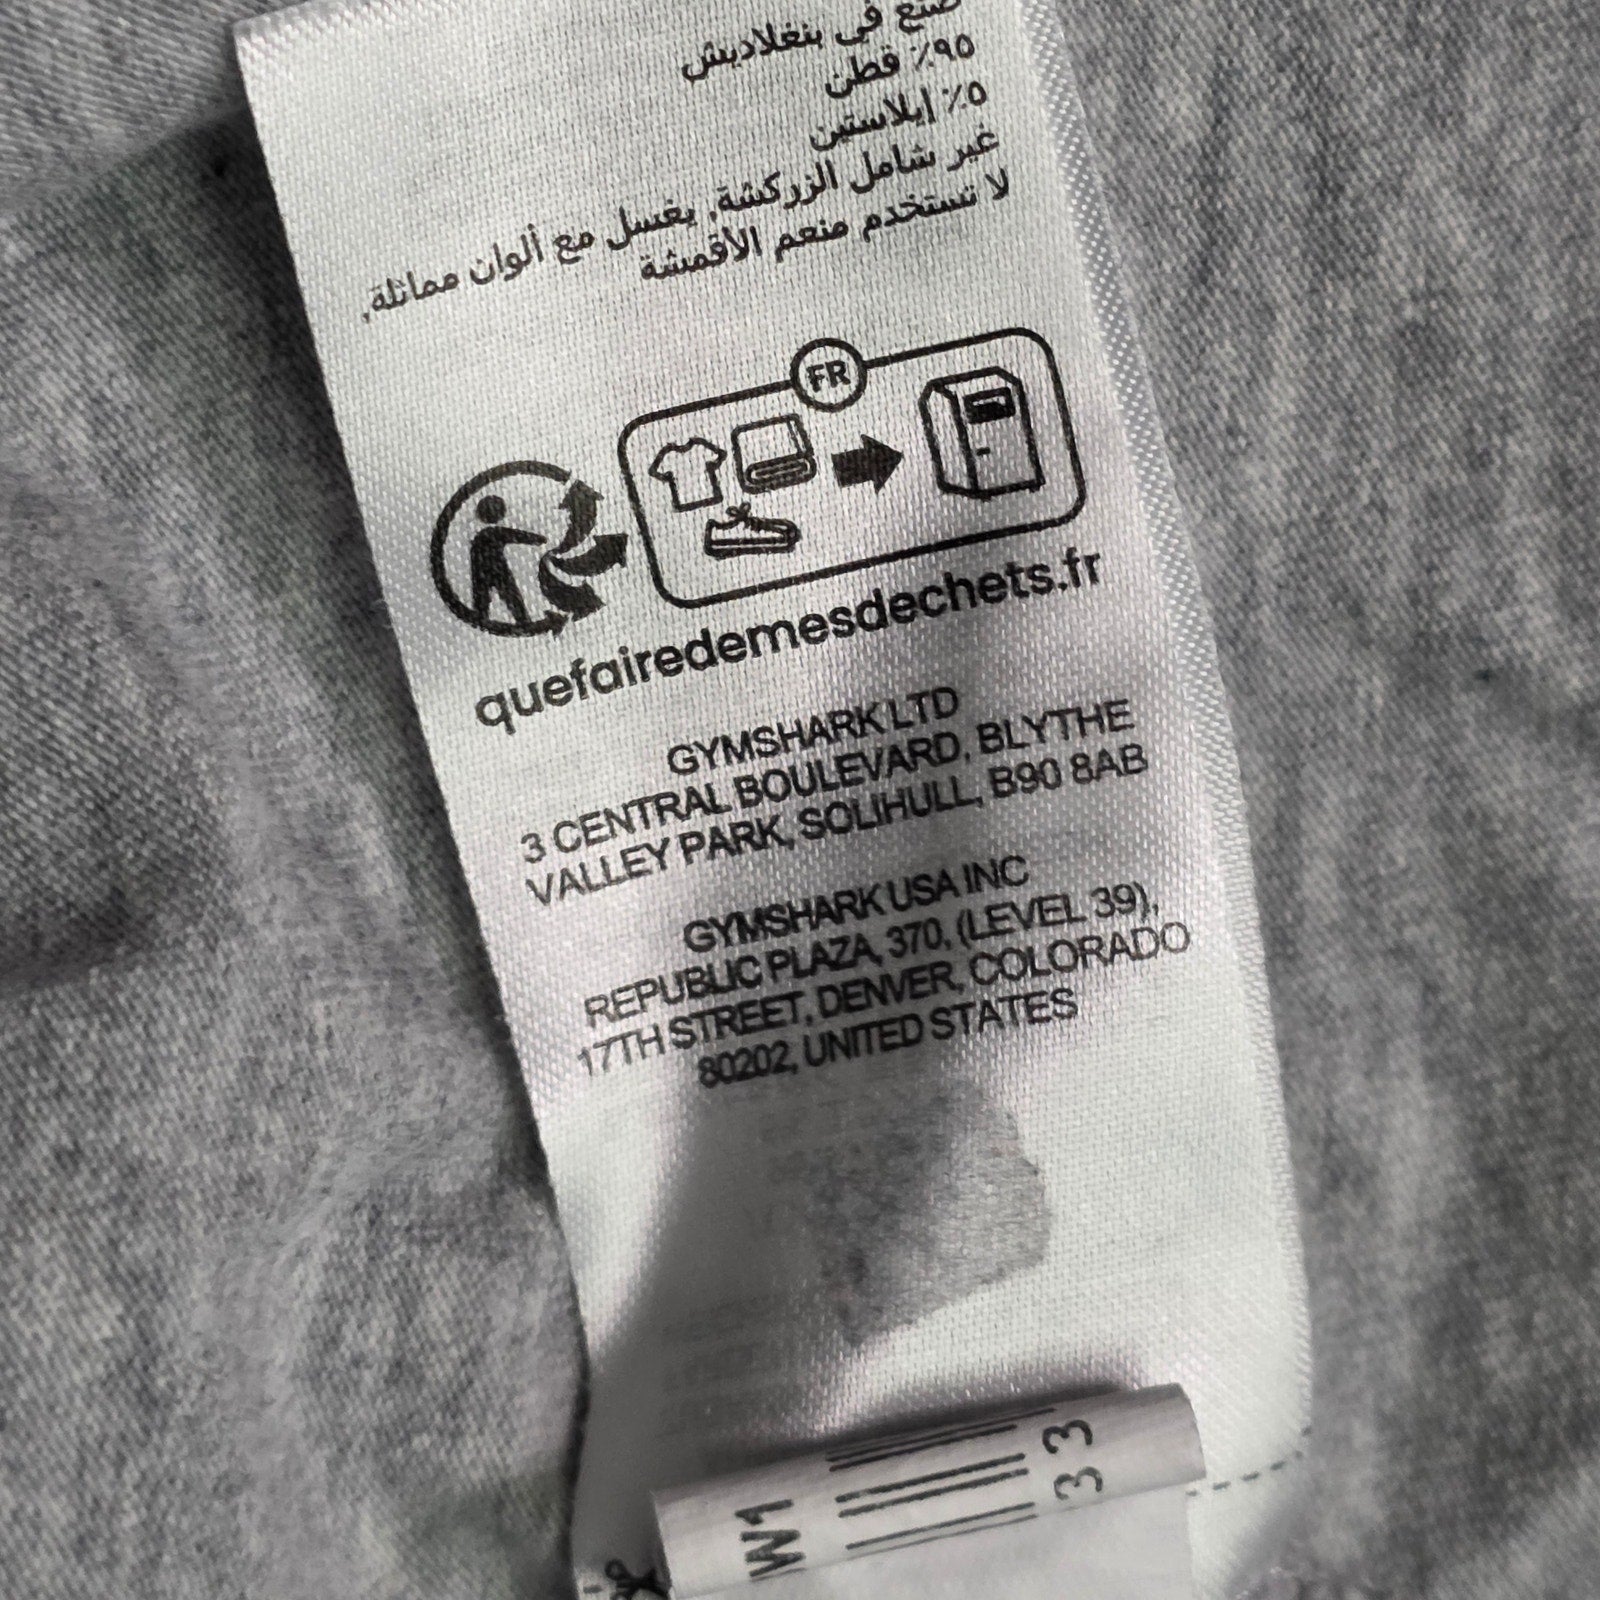 صنع في بنغلاديش
٩٥٪ قطن
٥٪ إيلاستين
غير شامل الزركشة, يغسل مع ألوان مماثلة,
لا تستخدم منعم الأقمشة
FR
quefairedemesdechets.fr
GYMSHARK LTD
3 CENTRAL BOULEVARD, BLYTHE
VALLEY PARK, SOLIHULL, B90 8AB
GYMSHARK USA INC
REPUBLIC PLAZA, 370, (LEVEL 39),
17TH STREET, DENVER, COLORADO
80202, UNITED STATES
W1
33